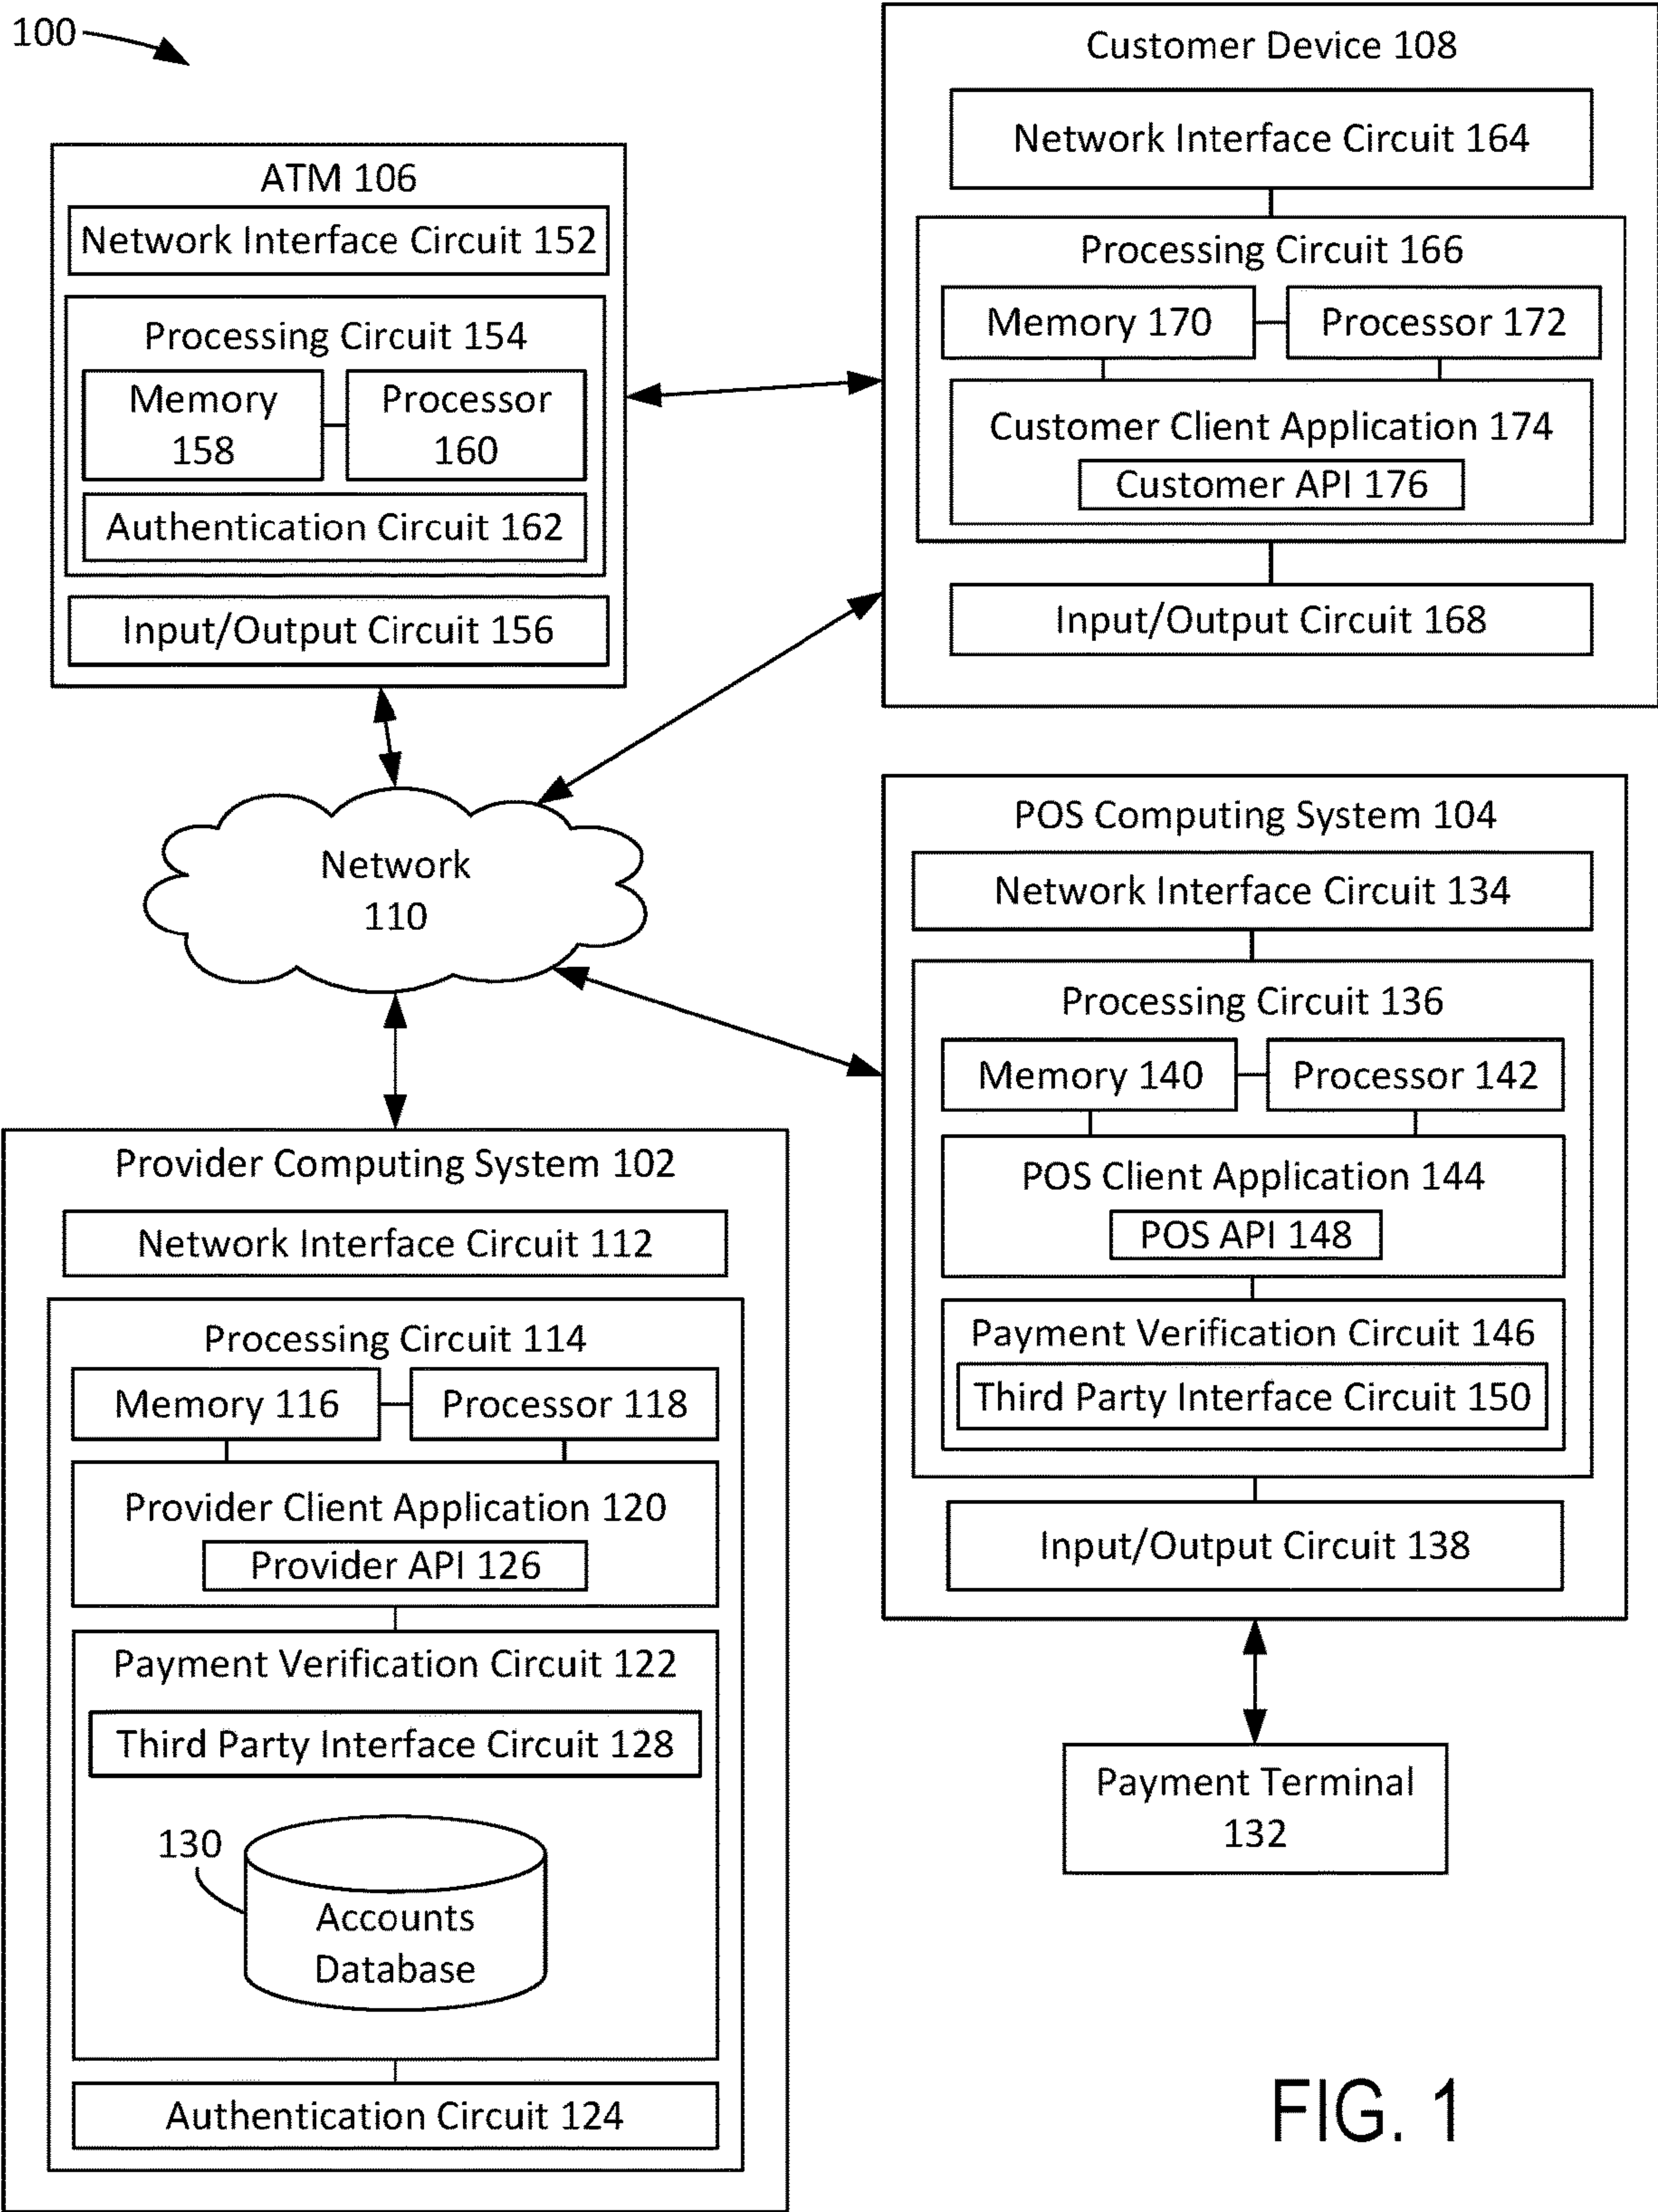 100
ATM 106
Network Interface Circuit 152
Processing Circuit 154
Memory
158
Processor
160
Authentication Circuit 162
Input/Output Circuit 156
Customer Device 108
Network Interface Circuit 164
Processing Circuit 166
Memory 170
Processor 172
Customer Client Application 174
Customer API 176
Input/Output Circuit 168
Network
110
POS Computing System 104
Network Interface Circuit 134
Processing Circuit 136
Memory 140
Processor 142
POS Client Application 144
POS API 148
Payment Verification Circuit 146
Third Party Interface Circuit 150
Input/Output Circuit 138
Payment Terminal
132
Provider Computing System 102
Network Interface Circuit 112
Processing Circuit 114
Memory 116
Processor 118
Provider Client Application 120
Provider API 126
Payment Verification Circuit 122
Third Party Interface Circuit 128
130
Accounts
Database
Authentication Circuit 124
FIG. 1